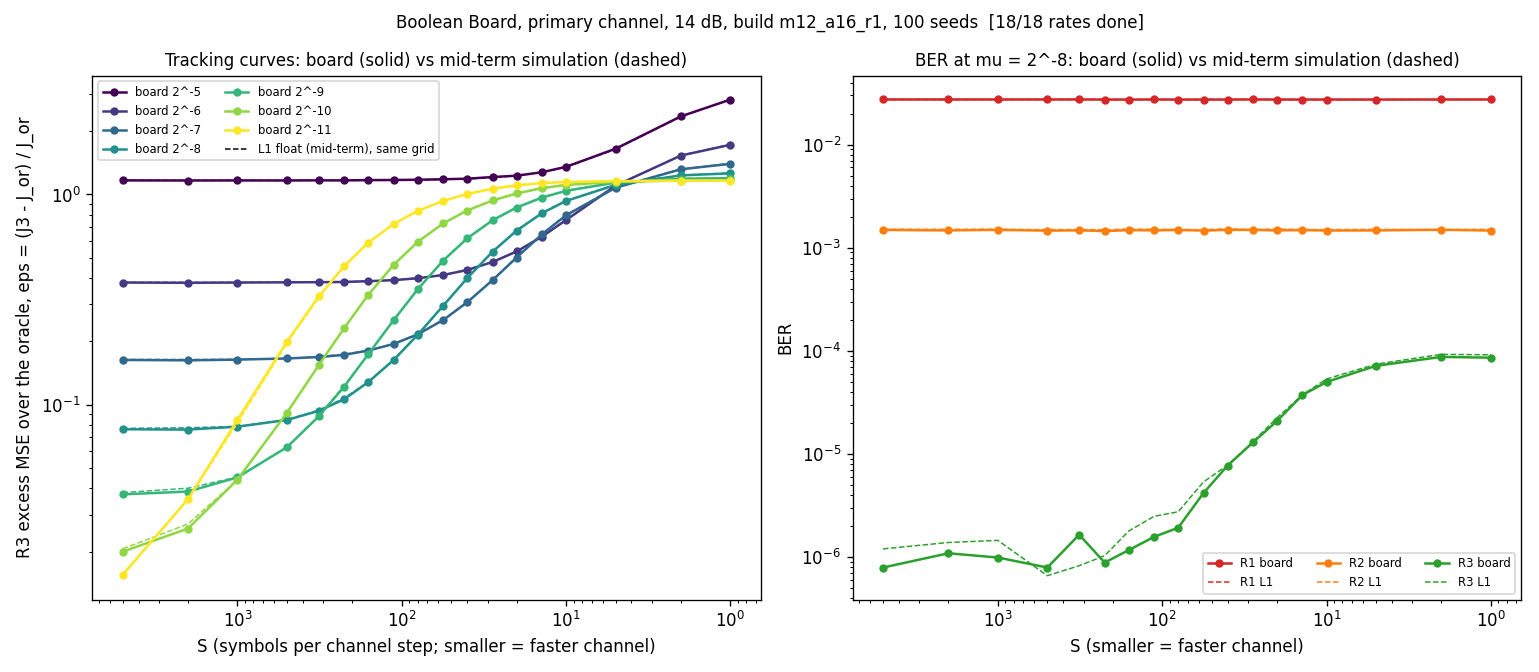 Boolean Board, primary channel, 14 dB, build m12_a16_r1, 100 seeds  [18/18 rates done]
Tracking curves: board (solid) vs mid-term simulation (dashed)
R3 excess MSE over the oracle, eps = (J3 - J_or) / J_or
10^0
10^-1
board 2^-5
board 2^-6
board 2^-7
board 2^-8
board 2^-9
board 2^-10
board 2^-11
L1 float (mid-term), same grid
10^3
10^2
10^1
10^0
S (symbols per channel step; smaller = faster channel)
BER at mu = 2^-8: board (solid) vs mid-term simulation (dashed)
BER
10^-2
10^-3
10^-4
10^-5
10^-6
R1 board
R1 L1
R2 board
R2 L1
R3 board
R3 L1
10^3
10^2
10^1
10^0
S (smaller = faster channel)